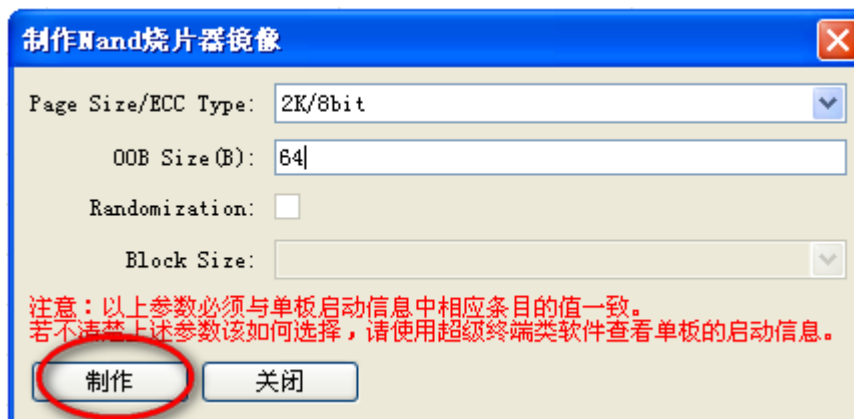 制作Nand烧片器镜像
Page Size/ECC Type: 2K/8bit
OOB Size(B): 64
Randomization:
Block Size:
注意：以上参数必须与单板启动信息中相应条目的值一致。
若不清楚上述参数该如何选择，请使用超级终端类软件查看单板的启动信息。
制作 关闭